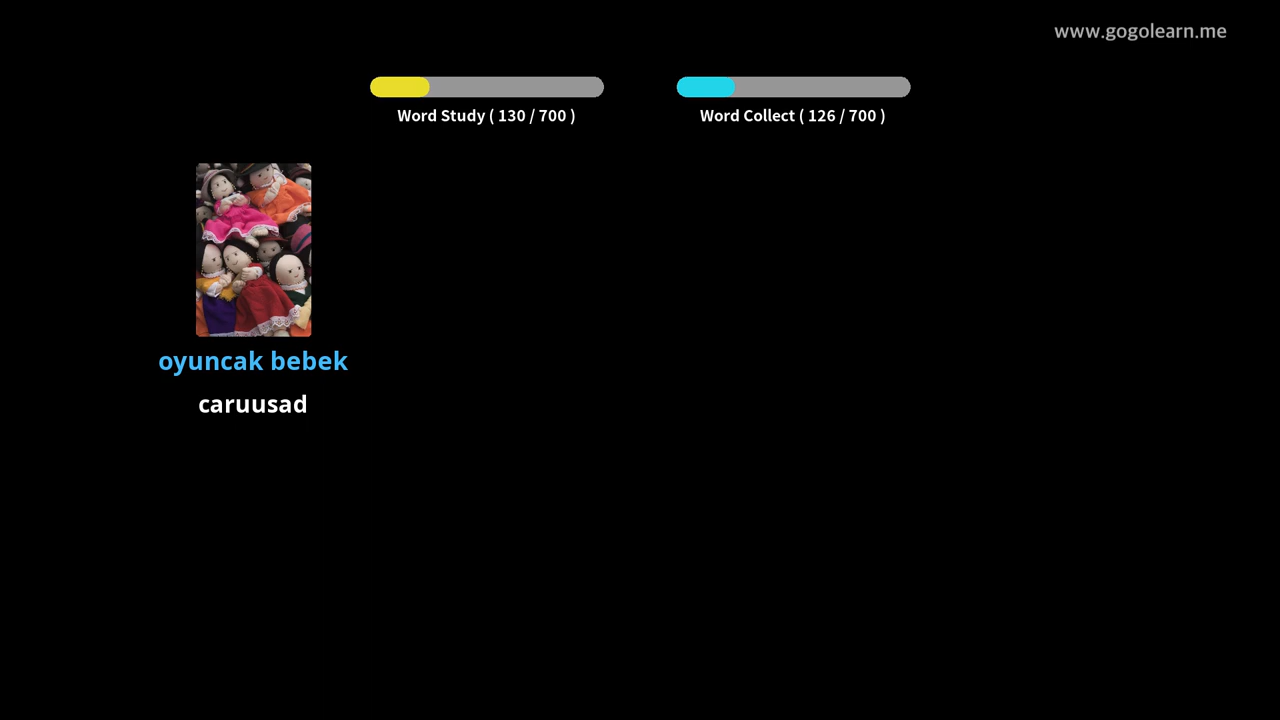 www.gogolearn.me
Word Study ( 130 / 700 )
Word Collect ( 126 / 700 )
oyuncak bebek
caruusad